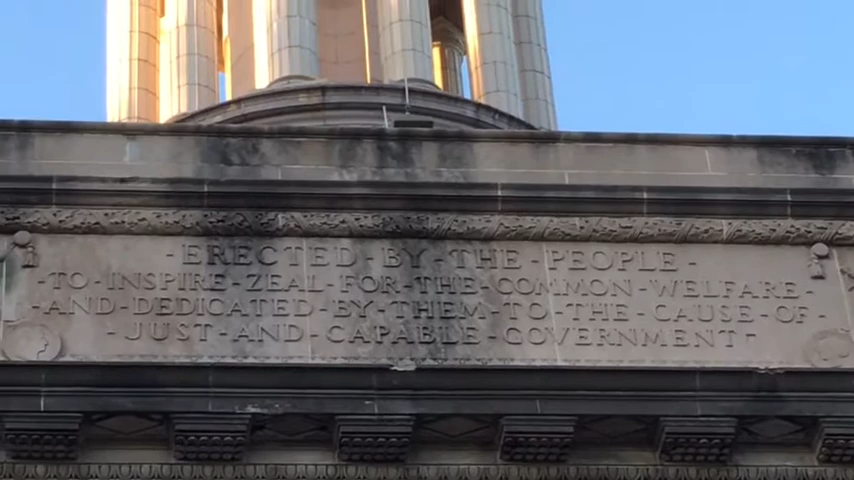 - ERECTED - BY - THE - PEOPLE -
- TO - INSPIRE - ZEAL - FOR - THE - COMMON - WELFARE -
- AND - DEDICATED - BY - THEM - TO - THE - CAUSE - OF -
- JUST - AND - CAPABLE - GOVERNMENT -